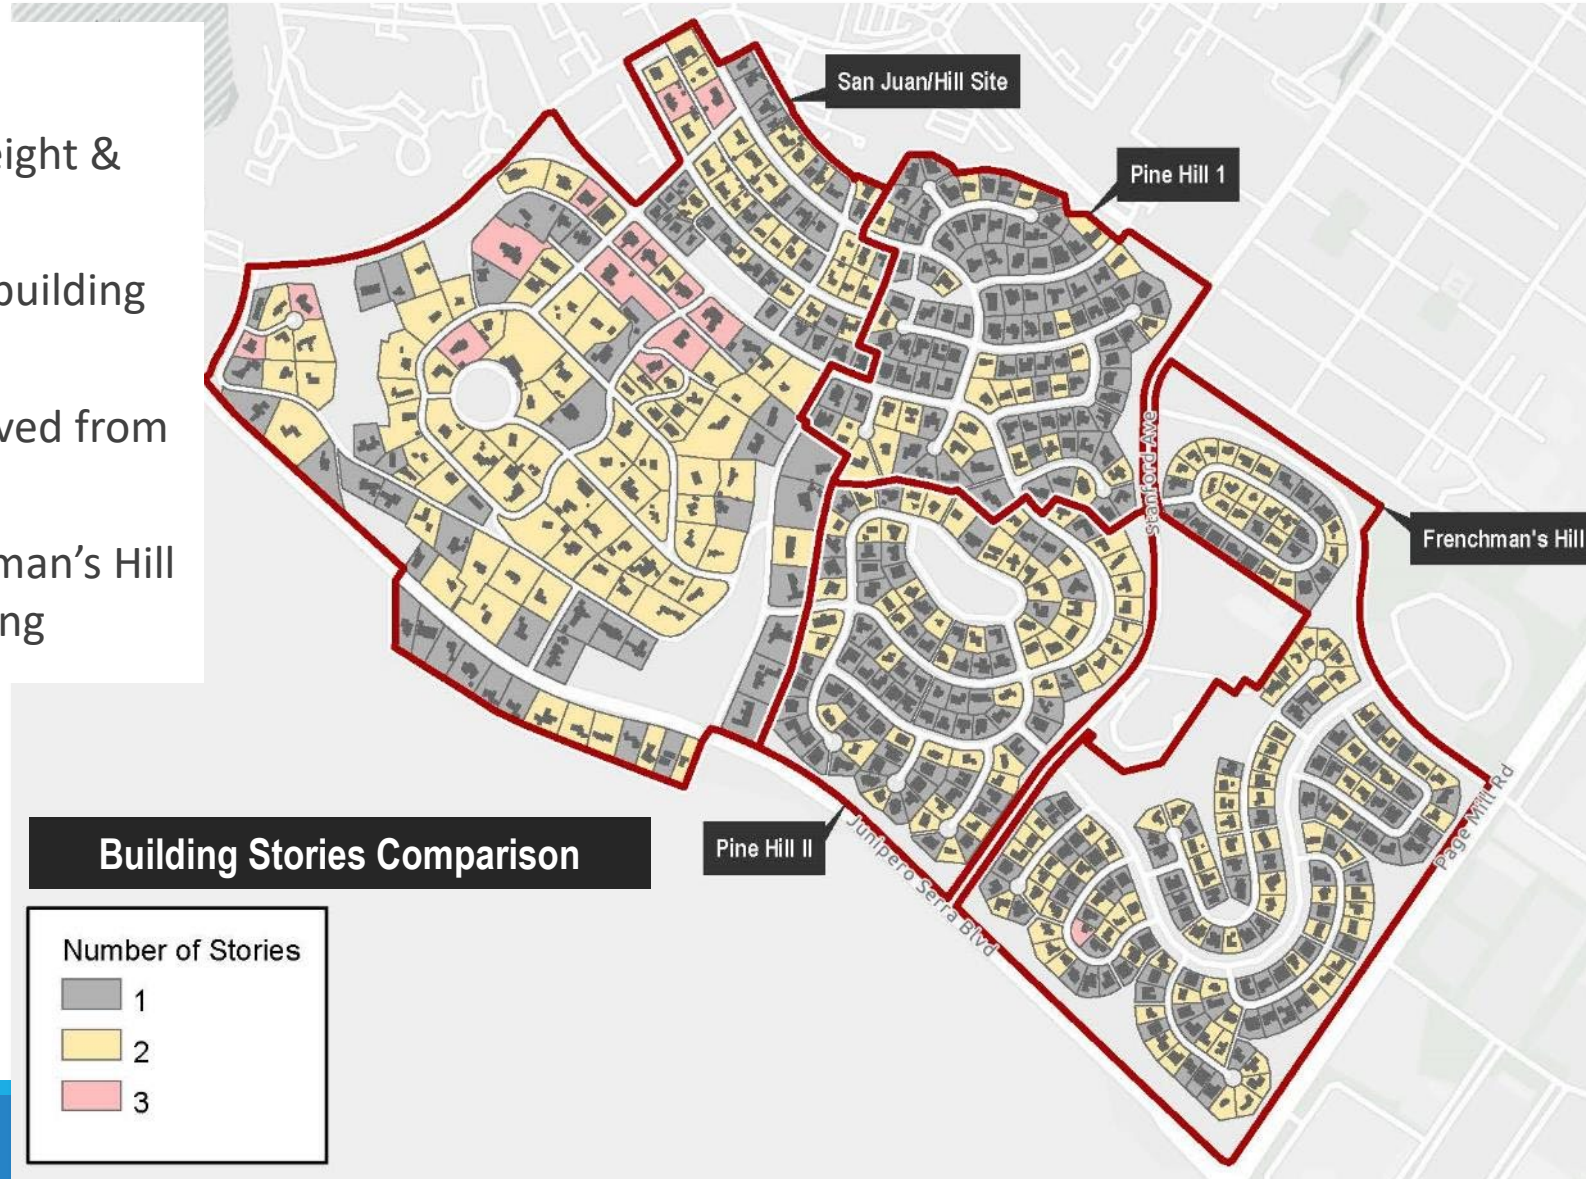 eight &
building
ved from
man’s Hill
ng
San Juan/Hill Site
Pine Hill 1
Stanford Ave
Frenchman's Hill
Pine Hill II
Junipero Serra Blvd
Page Mill Rd
Building Stories Comparison
Number of Stories
1
2
3